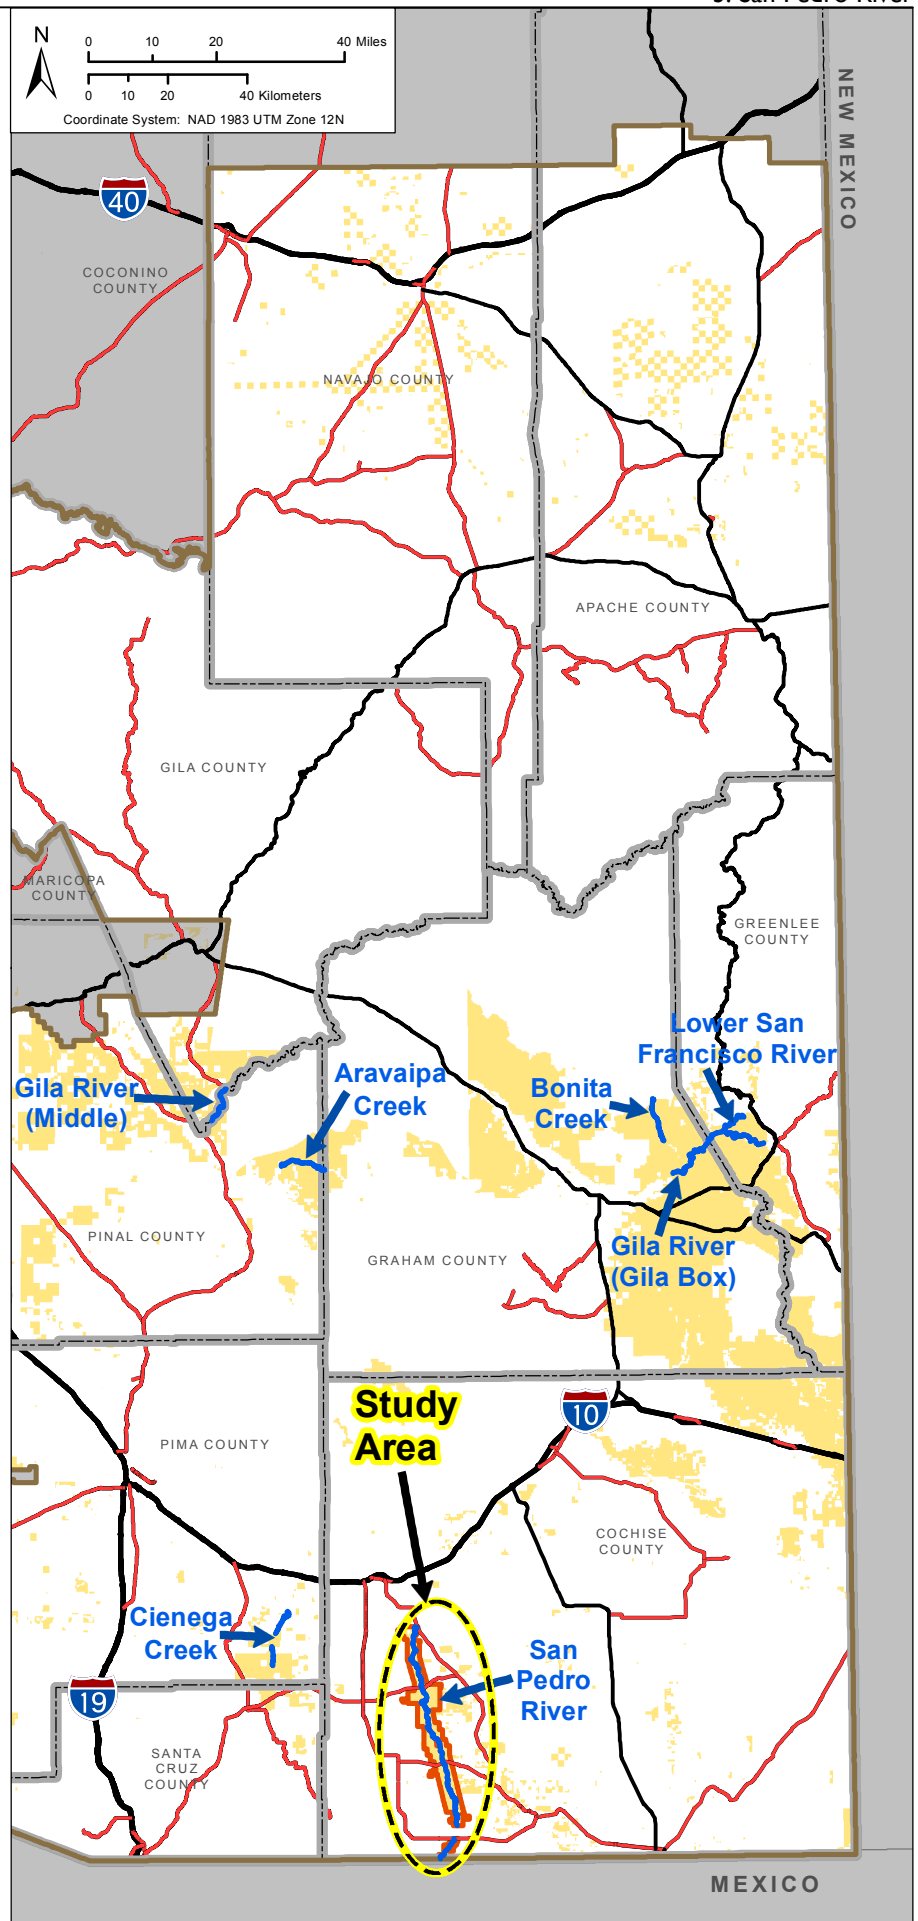 N
0 10 20 40 Miles
0 10 20 40 Kilometers
Coordinate System: NAD 1983 UTM Zone 12N
NEW MEXICO
40
COCONINO
COUNTY
NAVAJO COUNTY
APACHE COUNTY
GILA COUNTY
MARICOPA
COUNTY
GREENLEE
COUNTY
Lower San
Francisco River
Gila River
(Middle)
Aravaipa
Creek
Bonita
Creek
PINAL COUNTY
GRAHAM COUNTY
Gila River
(Gila Box)
Study
Area
10
PIMA COUNTY
COCHISE
COUNTY
Cienega
Creek
San
Pedro
River
19
SANTA
CRUZ
COUNTY
MEXICO